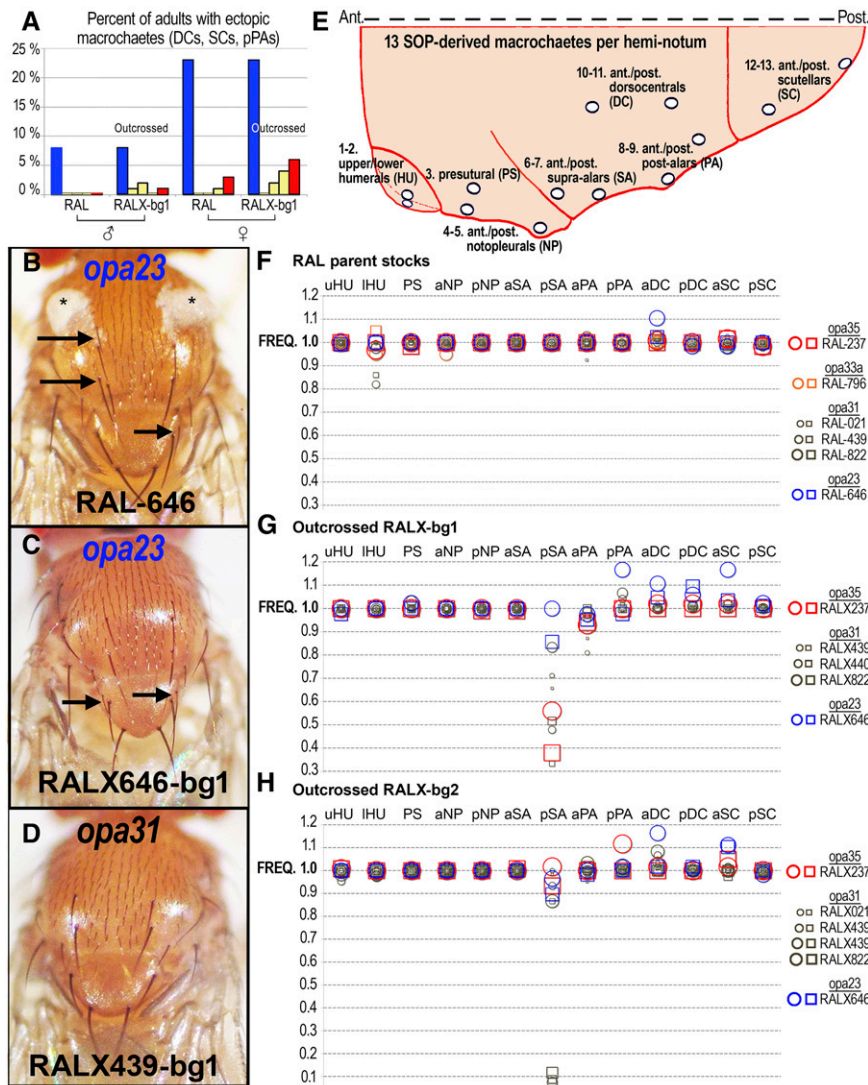 A
Percent of adults with ectopic
macrochaetes (DCs, SCs, pPAs)
25 %
20 %
15 %
10 %
5 %
0 %
Outcrossed
Outcrossed
RAL
RALX-bg1
RAL
RALX-bg1
♂
♀
B
opa23
*
*
RAL-646
C
opa23
RALX646-bg1
D
opa31
RALX439-bg1
E
Ant.
Post.
13 SOP-derived macrochaetes per hemi-notum
1-2.
upper/lower
humerals (HU)
3. presutural (PS)
4-5. ant./post.
notopleurals (NP)
6-7. ant./post.
supra-alars (SA)
8-9. ant./post.
post-alars (PA)
10-11. ant./post.
dorsocentrals
(DC)
12-13. ant./post.
scutellars
(SC)
F
RAL parent stocks
uHU lHU PS aNP pNP aSA pSA aPA pPA aDC pDC aSC pSC
1.2
1.1
FREQ. 1.0
0.9
0.8
0.7
0.6
0.5
0.4
0.3
opa35
RAL-237
opa33a
RAL-796
opa31
RAL-021
RAL-439
RAL-822
opa23
RAL-646
G
Outcrossed RALX-bg1
uHU lHU PS aNP pNP aSA pSA aPA pPA aDC pDC aSC pSC
1.2
1.1
FREQ. 1.0
0.9
0.8
0.7
0.6
0.5
0.4
0.3
opa35
RALX237
opa31
RALX439
RALX440
RALX822
opa23
RALX646
H
Outcrossed RALX-bg2
uHU lHU PS aNP pNP aSA pSA aPA pPA aDC pDC aSC pSC
1.2
1.1
FREQ. 1.0
0.9
0.8
0.7
0.6
0.5
0.4
0.3
0.2
0.1
opa35
RALX237
opa31
RALX021
RALX439
RALX439
RALX822
opa23
RALX646